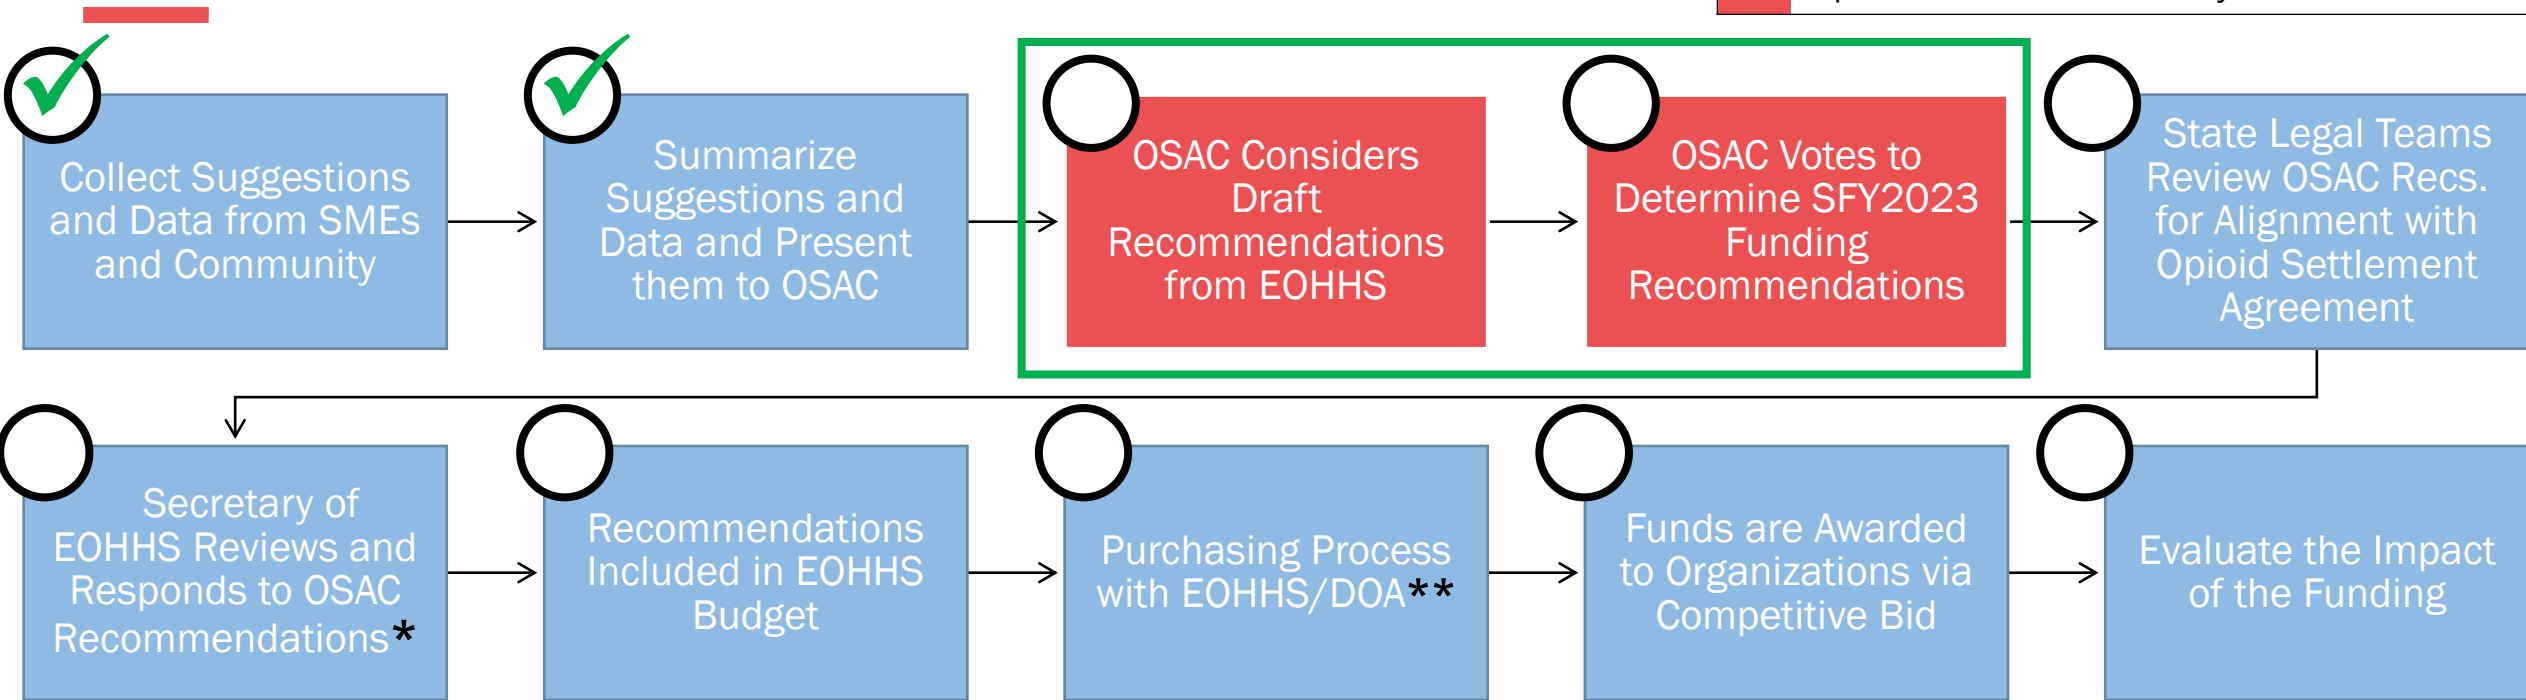 Collect Suggestions
and Data from SMEs
and Community
Summarize
Suggestions and
Data and Present
them to OSAC
OSAC Considers
Draft
Recommendations
from EOHHS
OSAC Votes to
Determine SFY2023
Funding
Recommendations
State Legal Teams
Review OSAC Recs.
for Alignment with
Opioid Settlement
Agreement
Secretary of
EOHHS Reviews and
Responds to OSAC
Recommendations*
Recommendations
Included in EOHHS
Budget
Purchasing Process
with EOHHS/DOA**
Funds are Awarded
to Organizations via
Competitive Bid
Evaluate the Impact
of the Funding